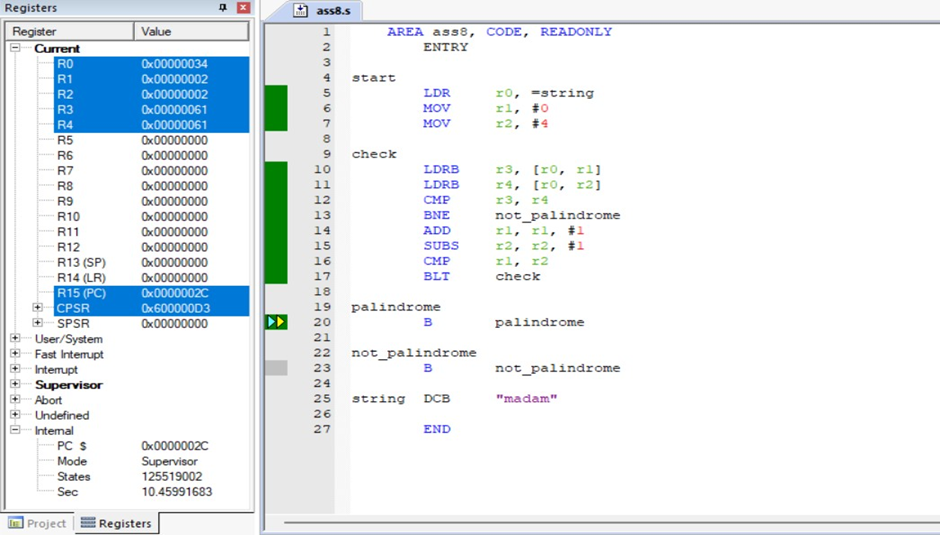 Registers
ass8.s
Register Value
Current
R0 0x00000034
R1 0x00000002
R2 0x00000002
R3 0x00000061
R4 0x00000061
R5 0x00000000
R6 0x00000000
R7 0x00000000
R8 0x00000000
R9 0x00000000
R10 0x00000000
R11 0x00000000
R12 0x00000000
R13 (SP) 0x00000000
R14 (LR) 0x00000000
R15 (PC) 0x0000002C
CPSR 0x600000D3
SPSR 0x00000000
User/System
Fast Interrupt
Interrupt
Supervisor
Abort
Undefined
Internal
PC $ 0x0000002C
Mode Supervisor
States 125519002
Sec 10.45991683
Project Registers
1 AREA ass8, CODE, READONLY
2 ENTRY
3
4 start
5 LDR r0, =string
6 MOV r1, #0
7 MOV r2, #4
8
9 check
10 LDRB r3, [r0, r1]
11 LDRB r4, [r0, r2]
12 CMP r3, r4
13 BNE not_palindrome
14 ADD r1, r1, #1
15 SUBS r2, r2, #1
16 CMP r1, r2
17 BLT check
18
19 palindrome
20 B palindrome
21
22 not_palindrome
23 B not_palindrome
24
25 string DCB "madam"
26
27 END